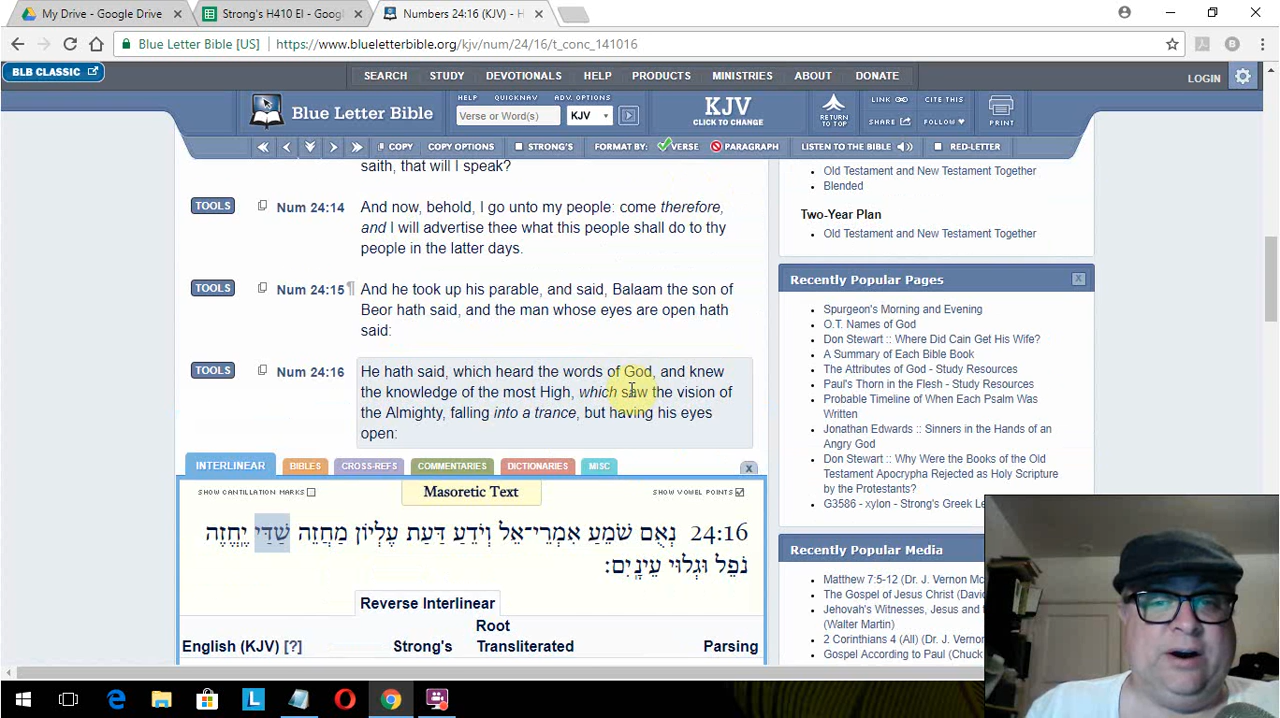 My Drive - Google Drive
Strong's H410 El - Goog
Numbers 24:16 (KJV) - H
Blue Letter Bible [US]
https://www.blueletterbible.org/kjv/num/24/16/t_conc_141016
BLB CLASSIC
SEARCH STUDY DEVOTIONALS HELP PRODUCTS MINISTRIES ABOUT DONATE
LOGIN
Blue Letter Bible
HELP QUICKNAV ADV. OPTIONS
Verse or Word(s) KJV
KJV
CLICK TO CHANGE
RETURN
TO TOP
LINK CITE THIS
SHARE FOLLOW
PRINT
COPY COPY OPTIONS STRONG'S FORMAT BY: VERSE PARAGRAPH LISTEN TO THE BIBLE RED-LETTER
saith, that will I speak?
TOOLS Num 24:14 And now, behold, I go unto my people: come therefore,
and I will advertise thee what this people shall do to thy
people in the latter days.
TOOLS Num 24:15 ¶ And he took up his parable, and said, Balaam the son of
Beor hath said, and the man whose eyes are open hath
said:
TOOLS Num 24:16 He hath said, which heard the words of God, and knew
the knowledge of the most High, which saw the vision of
the Almighty, falling into a trance, but having his eyes
open:
INTERLINEAR BIBLES CROSS-REFS COMMENTARIES DICTIONARIES MISC x
SHOW CANTILLATION MARKS Masoretic Text SHOW VOWEL POINTS
24:16 נְאֻם שֹׁמֵעַ אִמְרֵי־אֵל וְיֹדֵעַ דַּעַת עֶלְיוֹן מַחֲזֵה שַׁדַּי יֶֽחֱזֶה
נֹפֵל וּגְלוּי עֵינָֽיִם׃
Reverse Interlinear
English (KJV) [?] Strong's Root
Transliterated Parsing
Old Testament and New Testament Together
Blended
Two-Year Plan
Old Testament and New Testament Together
Recently Popular Pages x
Spurgeon's Morning and Evening
O.T. Names of God
Don Stewart :: Where Did Cain Get His Wife?
A Summary of Each Bible Book
The Attributes of God - Study Resources
Paul's Thorn in the Flesh - Study Resources
Probable Timeline of When Each Psalm Was
Written
Jonathan Edwards :: Sinners in the Hands of an
Angry God
Don Stewart :: Why Were the Books of the Old
Testament Apocrypha Rejected as Holy Scripture
by the Protestants?
G3586 - xylon - Strong's Greek Le
Recently Popular Media
Matthew 7:5-12 (Dr. J. Vernon Mc
The Gospel of Jesus Christ (David
Jehovah's Witnesses, Jesus and
(Walter Martin)
2 Corinthians 4 (All) (Dr. J. Vernon
Gospel According to Paul (Chuck